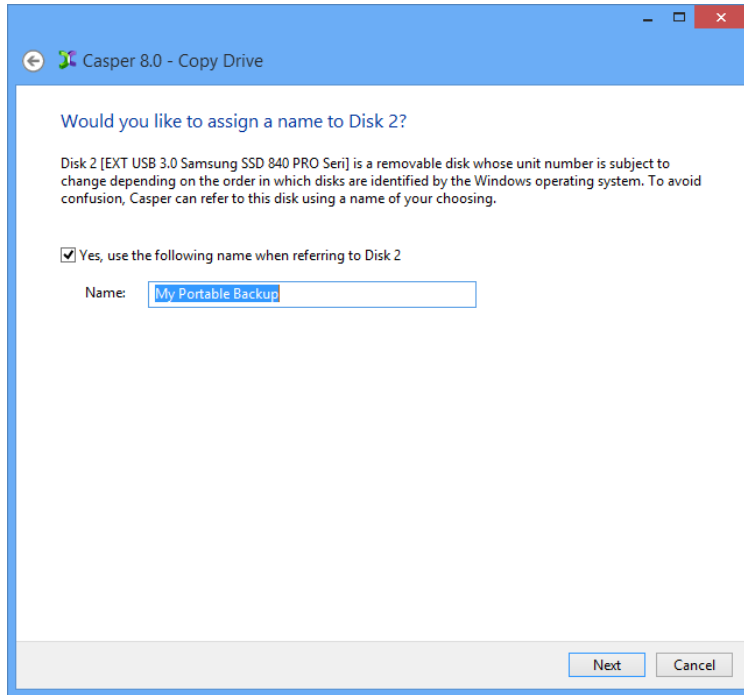 Casper 8.0 - Copy Drive
Would you like to assign a name to Disk 2?
Disk 2 [EXT USB 3.0 Samsung SSD 840 PRO Seri] is a removable disk whose unit number is subject to
change depending on the order in which disks are identified by the Windows operating system. To avoid
confusion, Casper can refer to this disk using a name of your choosing.
Yes, use the following name when referring to Disk 2
Name: My Portable Backup
Next Cancel